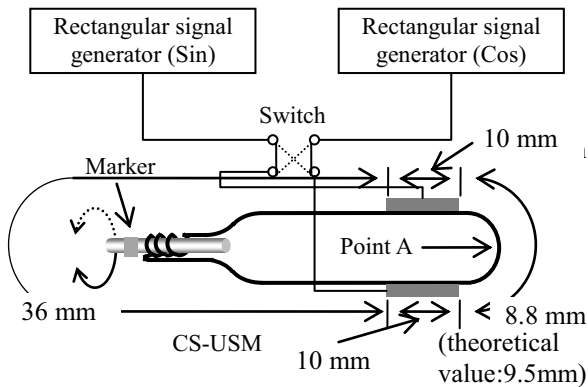 Rectangular signal
generator (Sin)
Rectangular signal
generator (Cos)
Switch
10 mm
Marker
Point A
36 mm
8.8 mm
CS-USM
(theoretical
10 mm
value:9.5mm)